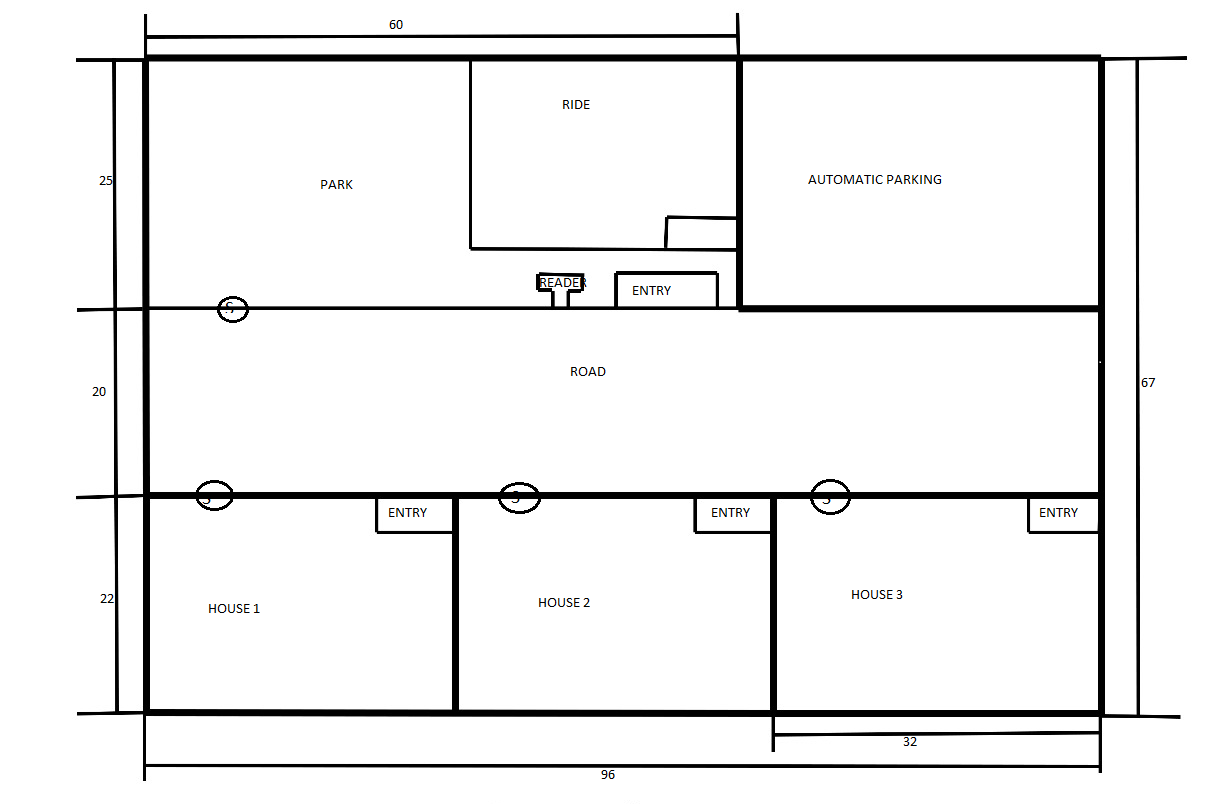 60
RIDE
25
PARK
AUTOMATIC PARKING
READER
ENTRY
S
ROAD
67
20
S
S
S
ENTRY
ENTRY
ENTRY
22
HOUSE 1
HOUSE 2
HOUSE 3
32
96